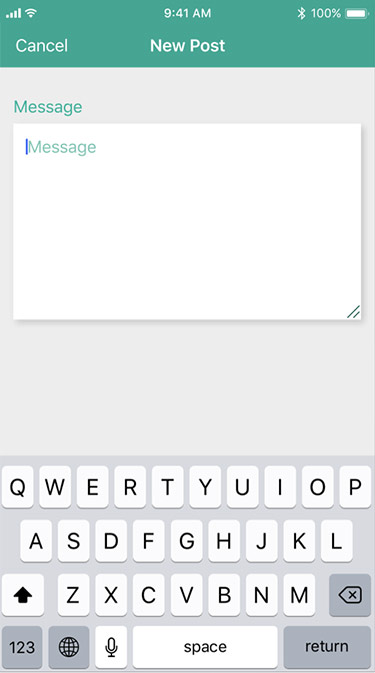 9:41 AM 100%
Cancel New Post
Message
Message
Q W E R T Y U I O P
A S D F G H J K L
Z X C V B N M
123 space return